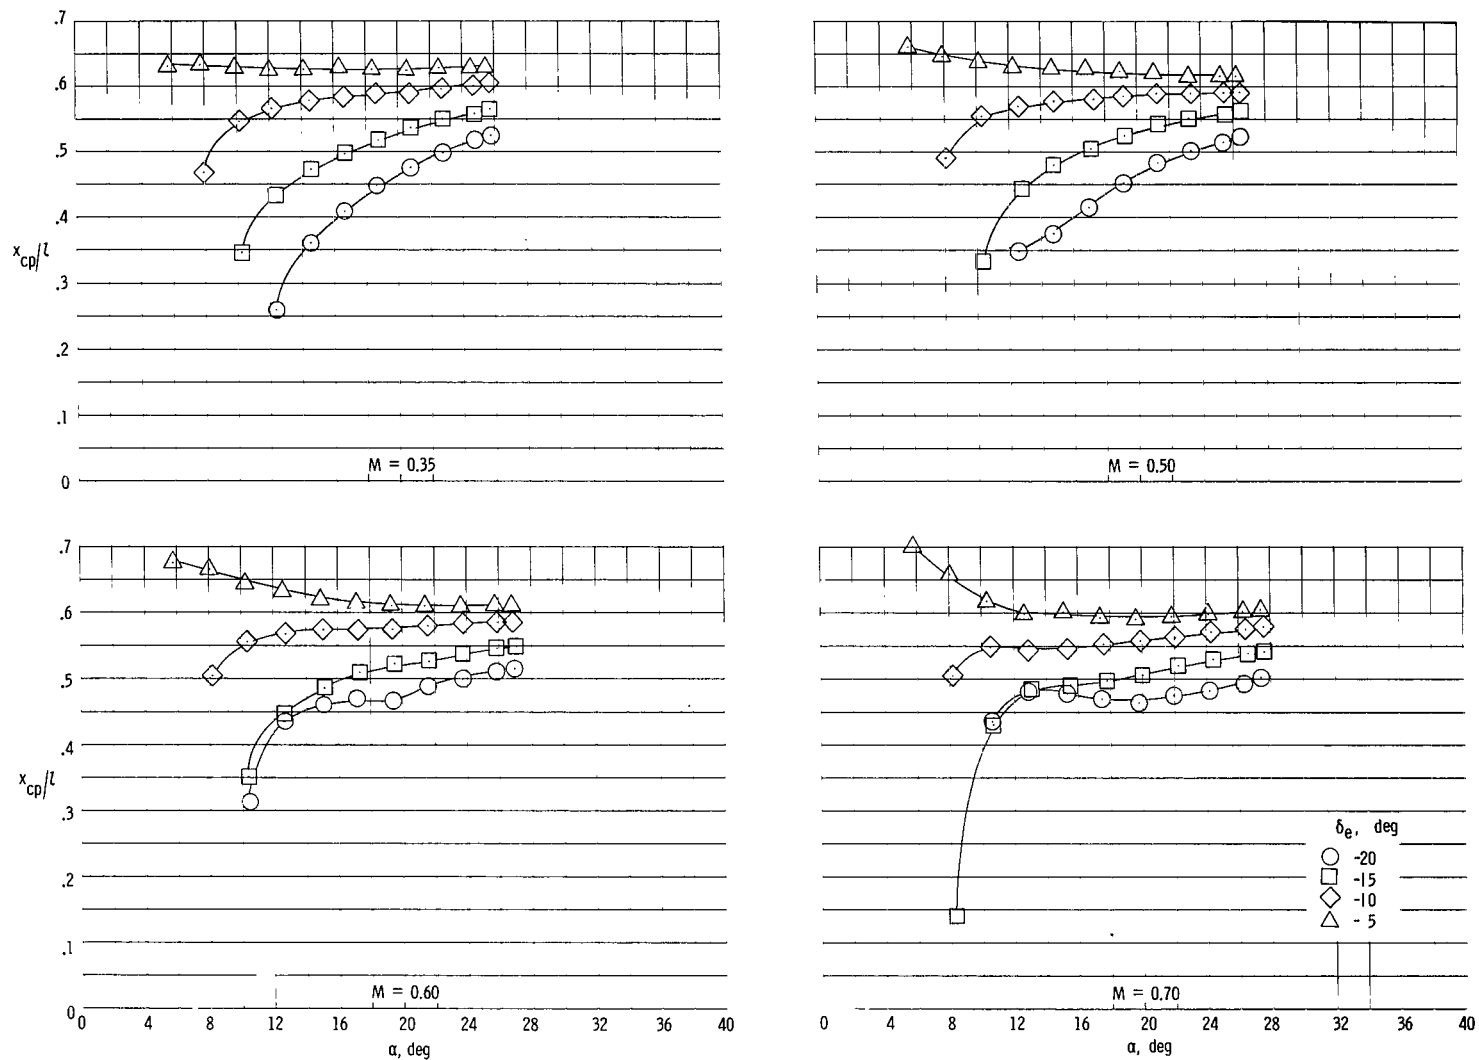 .7
.6
.5
.4
x_cp/l
.3
.2
.1
0
M = 0.35
M = 0.50
.7
.6
.5
.4
x_cp/l
.3
.2
.1
0
M = 0.60
M = 0.70
δe, deg
-20
-15
-10
- 5
0 4 8 12 16 20 24 28 32 36 40
α, deg
0 4 8 12 16 20 24 28 32 36 40
α, deg